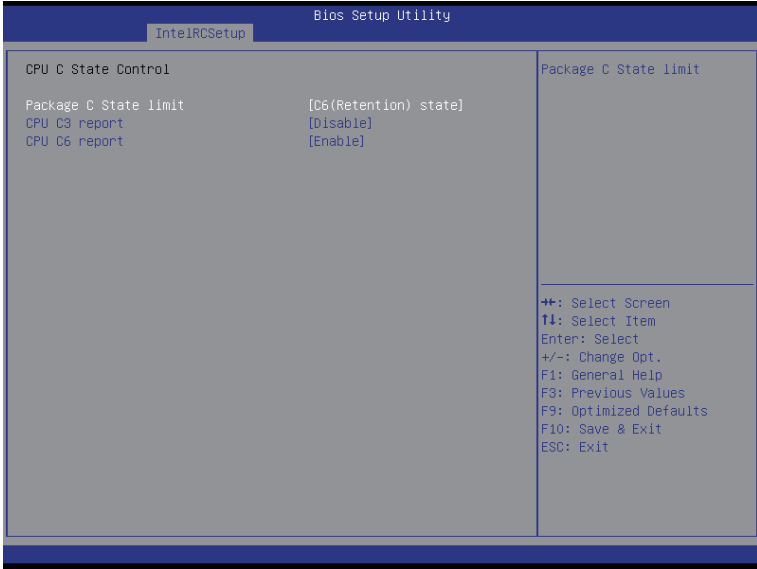 Bios Setup Utility
IntelRCSetup
CPU C State Control
Package C State limit [C6(Retention) state]
CPU C3 report [Disable]
CPU C6 report [Enable]
Package C State limit
→←: Select Screen
↑↓: Select Item
Enter: Select
+/-: Change Opt.
F1: General Help
F3: Previous Values
F9: Optimized Defaults
F10: Save & Exit
ESC: Exit